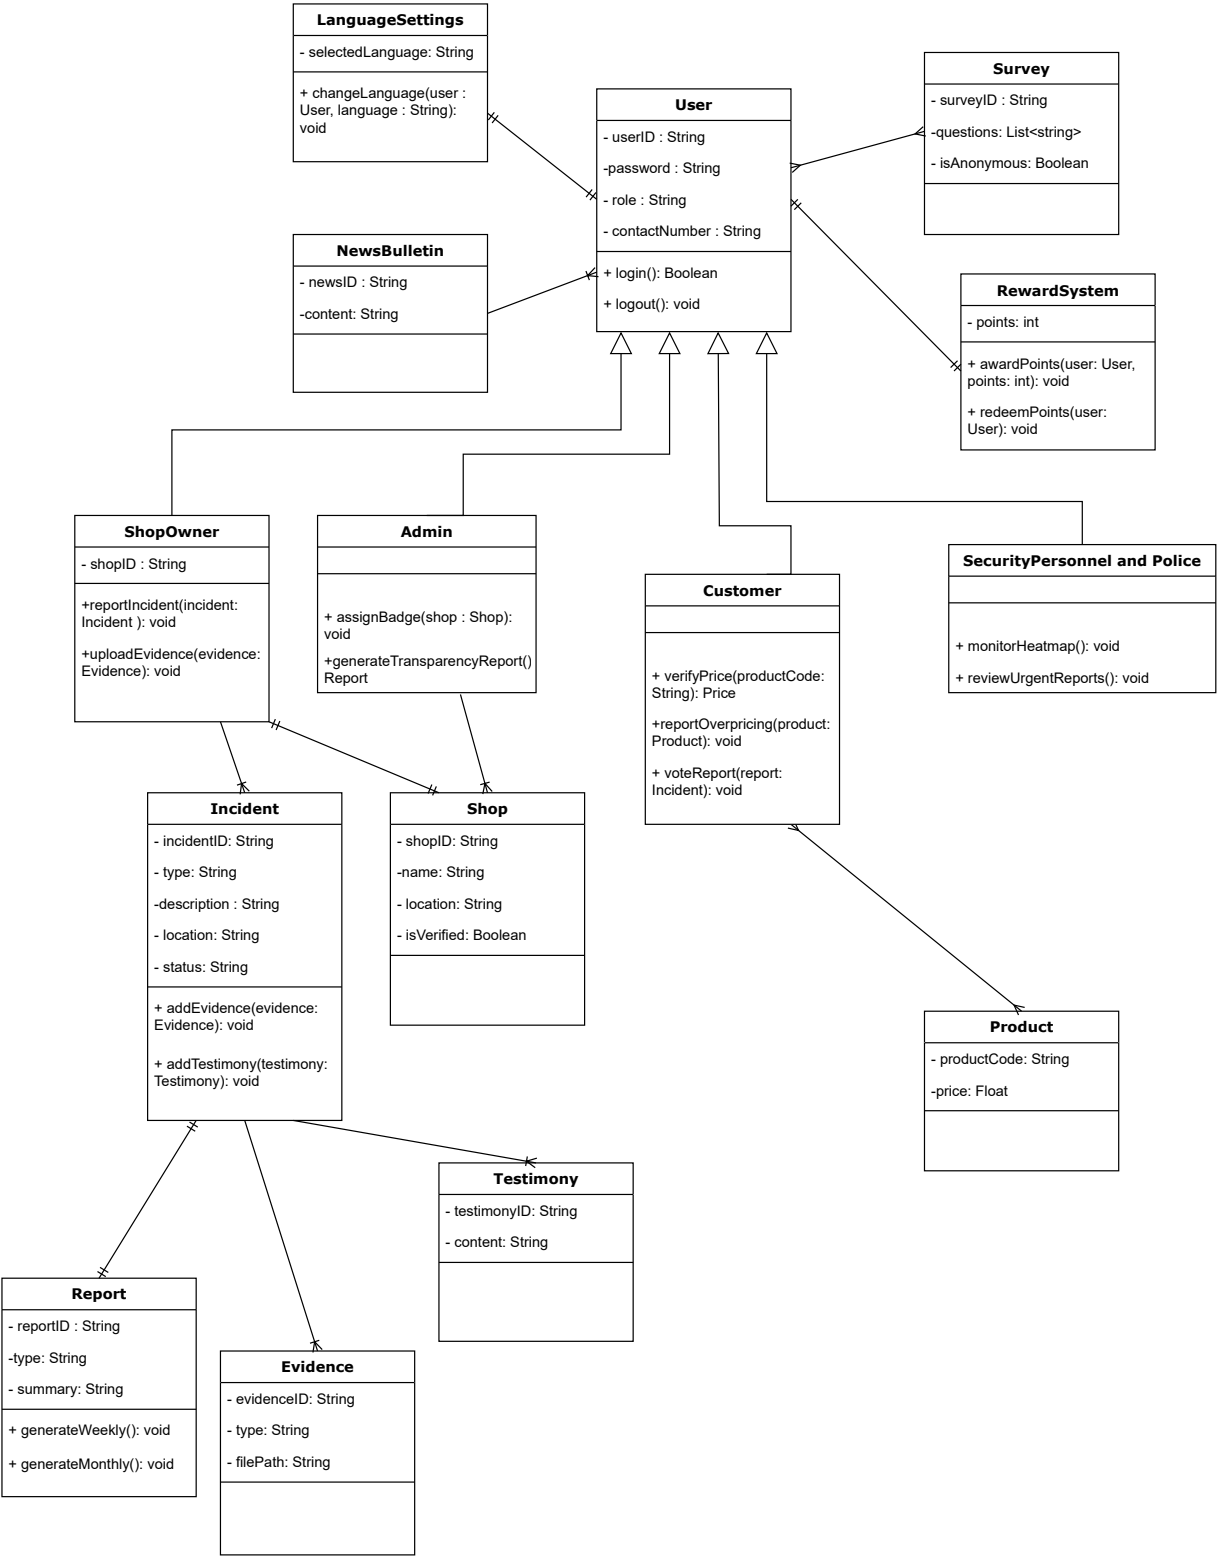 LanguageSettings
- selectedLanguage: String
+ changeLanguage(user :
User, language : String):
void
User
- userID : String
-password : String
- role : String
- contactNumber : String
+ login(): Boolean
+ logout(): void
Survey
- surveyID : String
-questions: List<string>
- isAnonymous: Boolean
NewsBulletin
- newsID : String
-content: String
RewardSystem
- points: int
+ awardPoints(user: User,
points: int): void
+ redeemPoints(user:
User): void
ShopOwner
- shopID : String
+reportIncident(incident:
Incident ): void
+uploadEvidence(evidence:
Evidence): void
Admin
+ assignBadge(shop : Shop):
void
+generateTransparencyReport()
Report
Customer
+ verifyPrice(productCode:
String): Price
+reportOverpricing(product:
Product): void
+ voteReport(report:
Incident): void
SecurityPersonnel and Police
+ monitorHeatmap(): void
+ reviewUrgentReports(): void
Incident
- incidentID: String
- type: String
-description : String
- location: String
- status: String
+ addEvidence(evidence:
Evidence): void
+ addTestimony(testimony:
Testimony): void
Shop
- shopID: String
-name: String
- location: String
- isVerified: Boolean
Product
- productCode: String
-price: Float
Testimony
- testimonyID: String
- content: String
Report
- reportID : String
-type: String
- summary: String
+ generateWeekly(): void
+ generateMonthly(): void
Evidence
- evidenceID: String
- type: String
- filePath: String